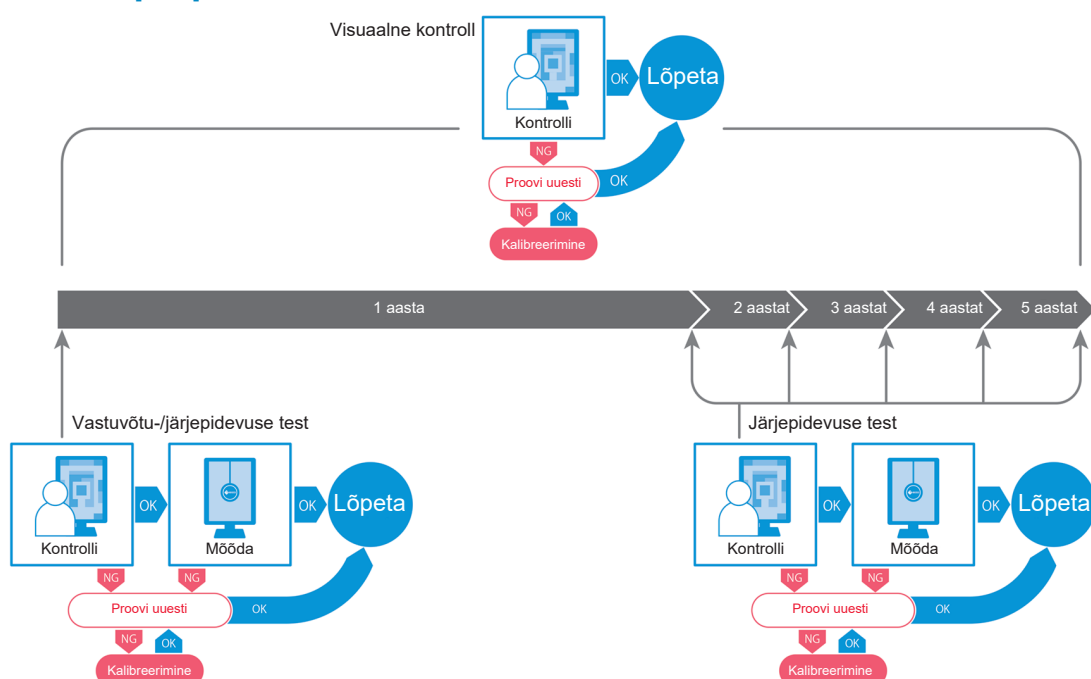 Visuaalne kontroll
Kontrolli
OK
Lõpeta
NG
Proovi uuesti
OK
NG
OK
Kalibreerimine
1 aasta
2 aastat
3 aastat
4 aastat
5 aastat
Vastuvõtu-/järjepidevuse test
Kontrolli
OK
Mõõda
OK
Lõpeta
NG
NG
Proovi uuesti
OK
NG
OK
Kalibreerimine
Järjepidevuse test
Kontrolli
OK
Mõõda
OK
Lõpeta
NG
NG
Proovi uuesti
OK
NG
OK
Kalibreerimine